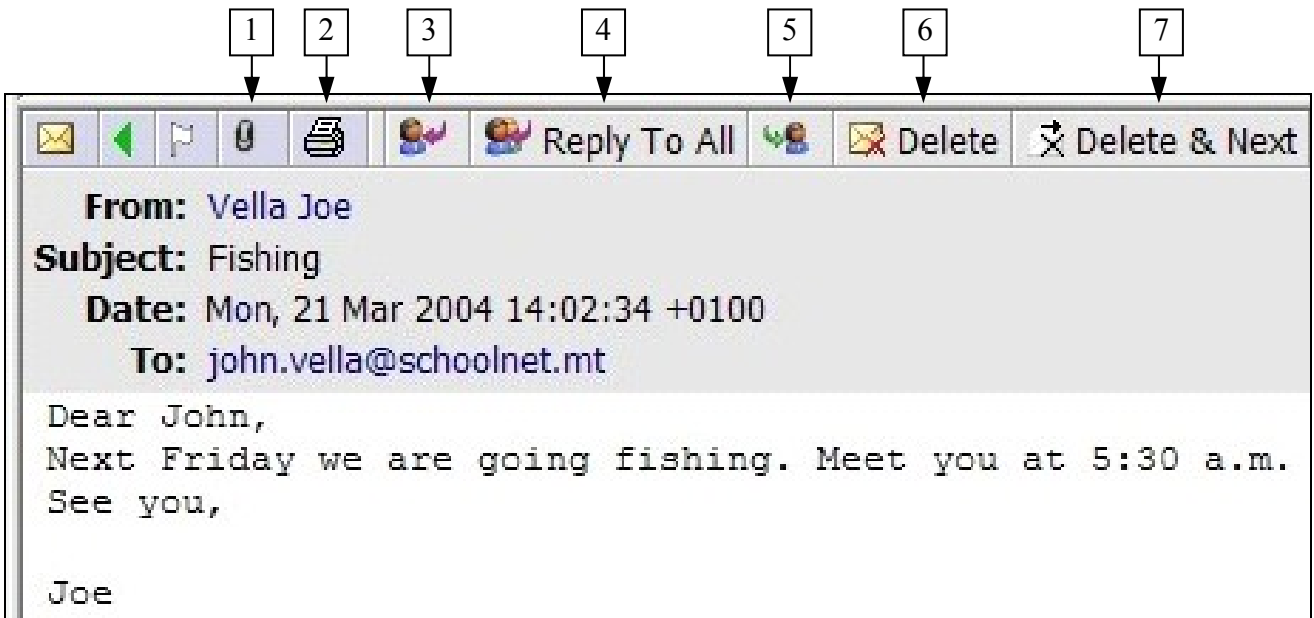 1 2 3 4 5 6 7
Reply To All Delete Delete & Next
From: Vella Joe
Subject: Fishing
Date: Mon, 21 Mar 2004 14:02:34 +0100
To: john.vella@schoolnet.mt
Dear John,
Next Friday we are going fishing. Meet you at 5:30 a.m.
See you,
Joe